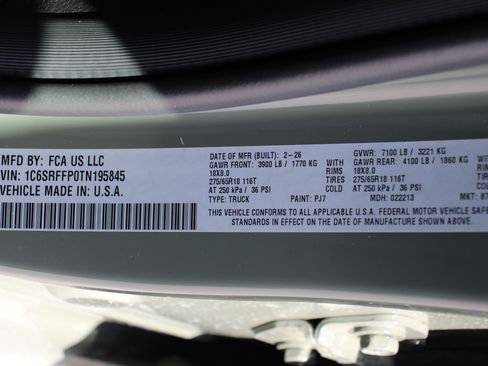 MFD BY: FCA US LLC
VIN: 1C6SRFFP0TN195845
VEHICLE MADE IN U.S.A.
DATE OF MFR (BUILT): 2-26 GVWR: 7100 LB / 3221 KG
GAWR FRONT: 3900 LB / 1770 KG WITH GAWR REAR: 4100 LB / 1860 KG
18X8.0 RIMS 18X8.0
275/65R18 116T TIRES 275/65R18 116T
AT 250 kPa / 36 PSI AT 250 kPa / 36 PSI
TYPE: TRUCK PAINT: PJ7 MDH: 022213 MKT:
THIS VEHICLE CONFORMS TO ALL APPLICABLE U.S.A. FEDERAL MOTOR VEHICLE
STANDARDS IN EFFECT ON THE DATE OF MANUFACTURE SHOWN ABOVE